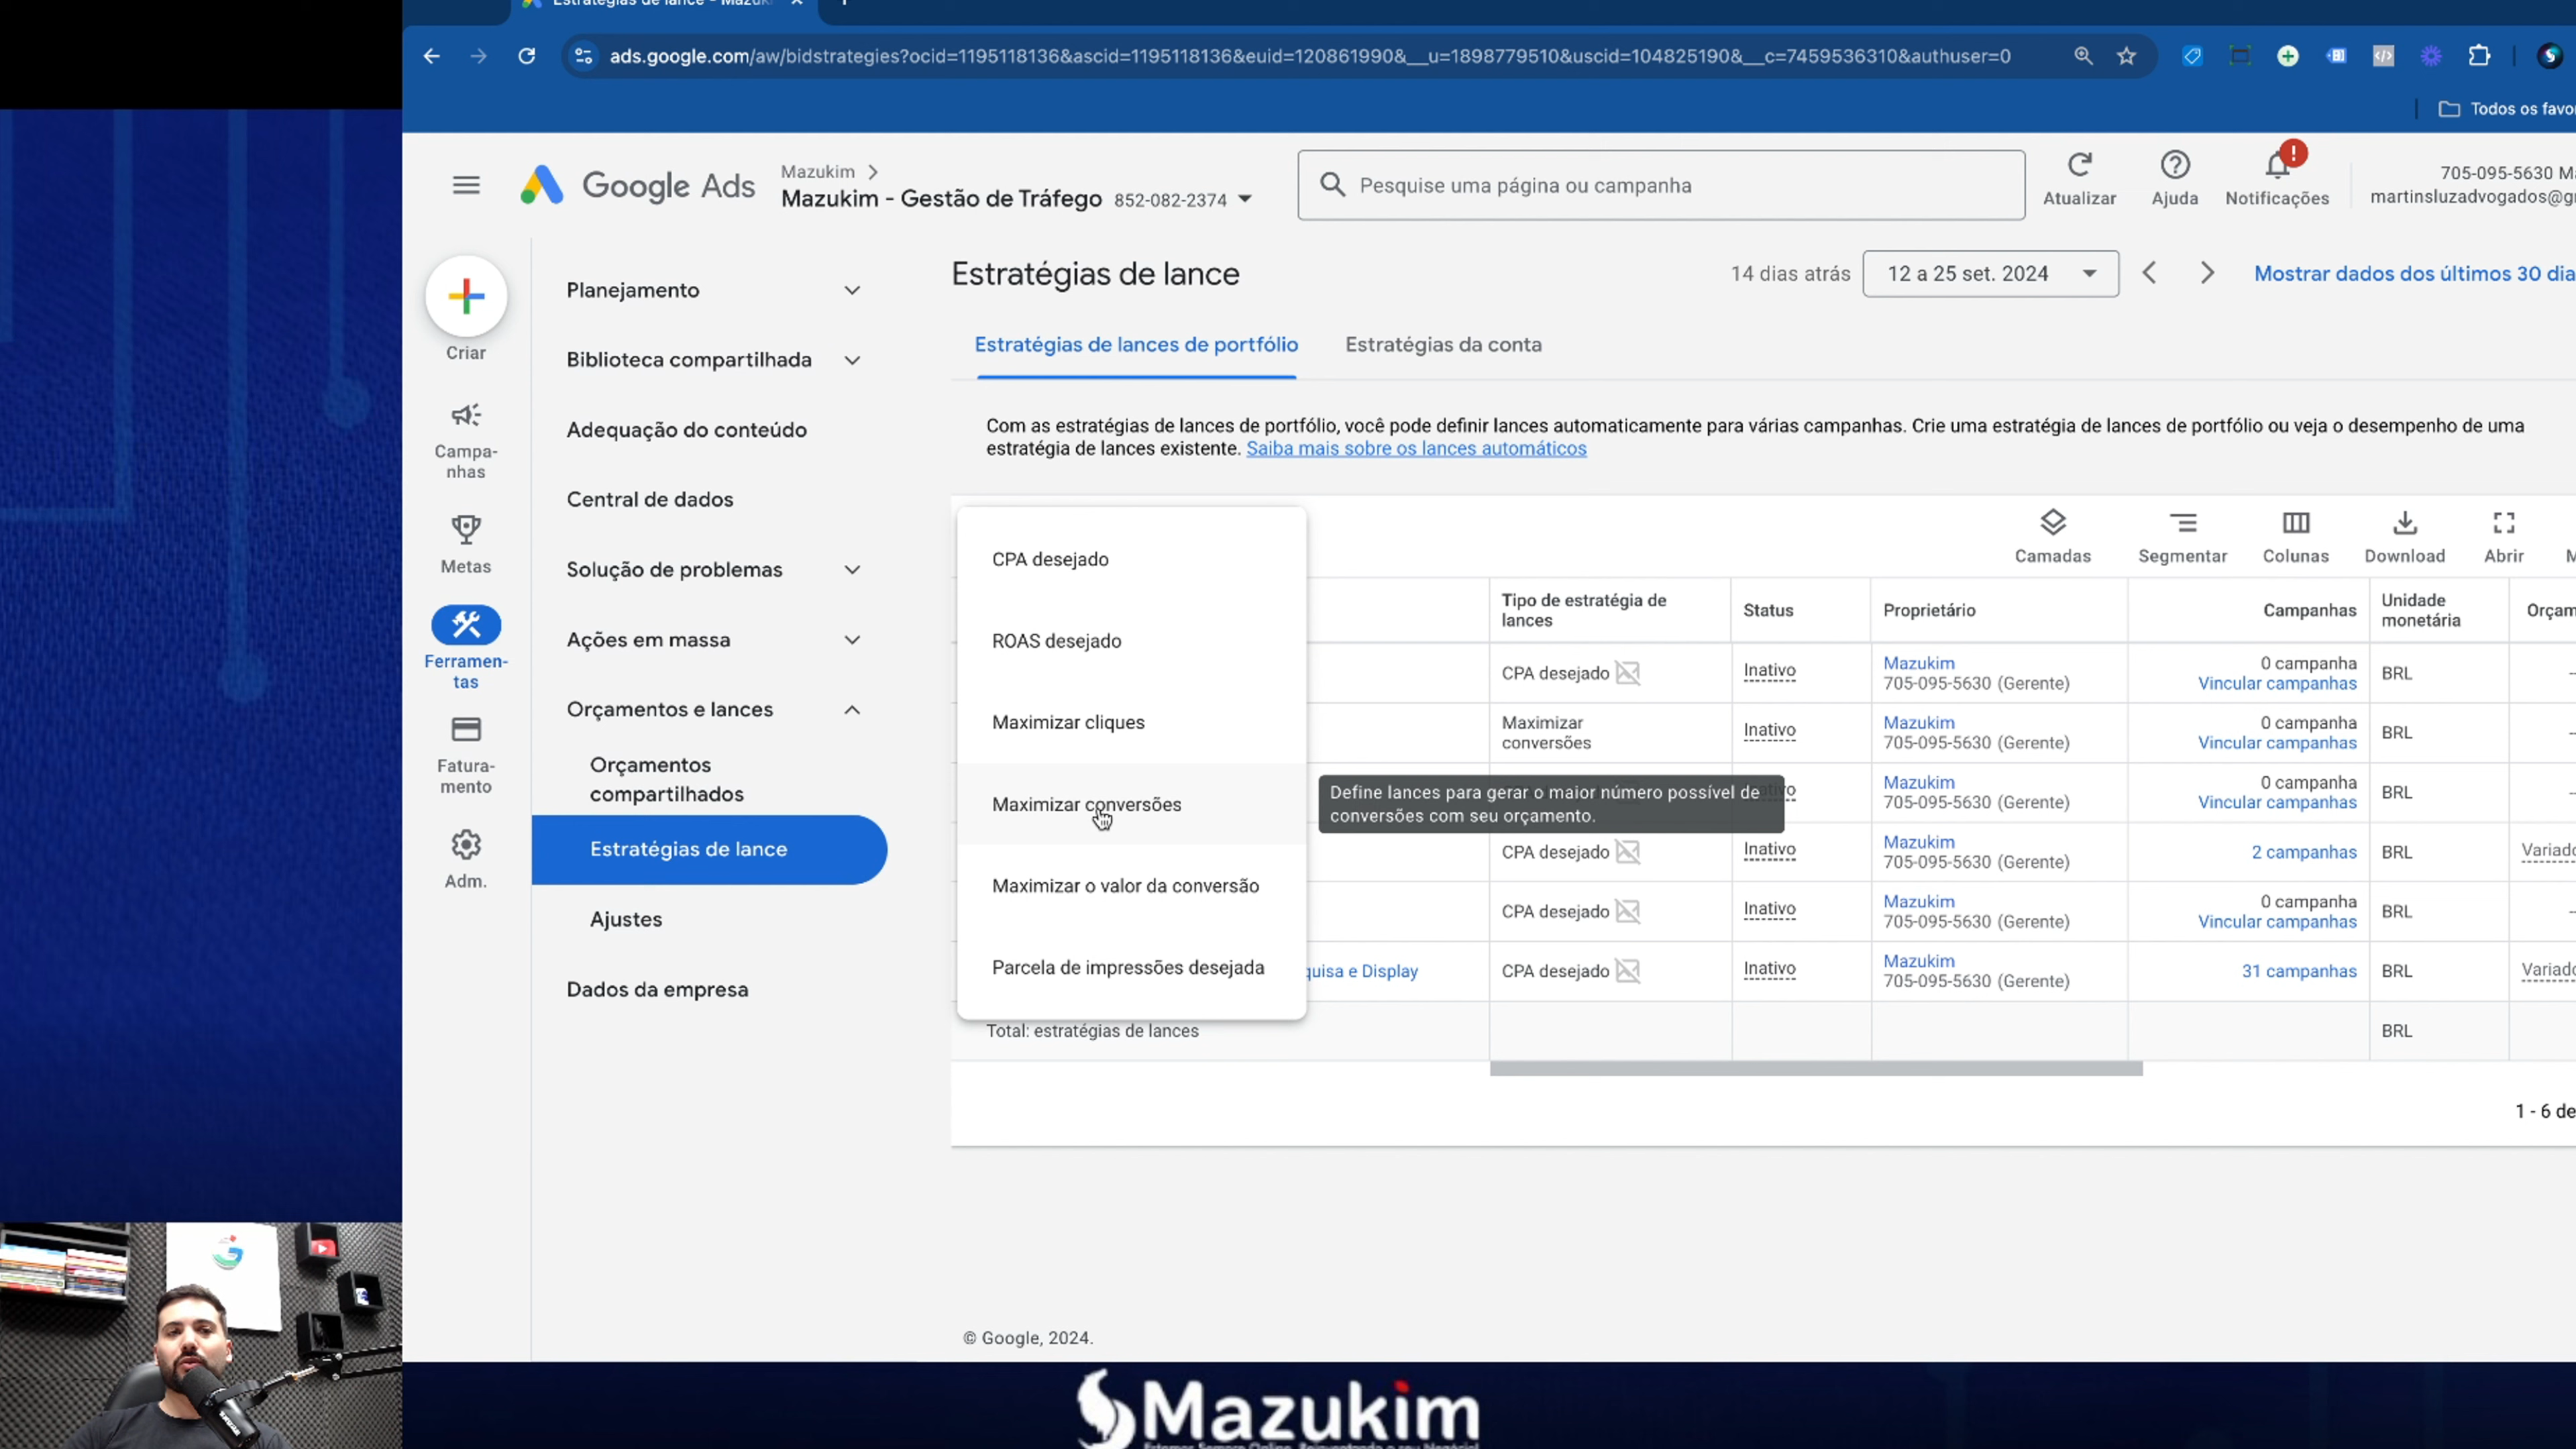 Estratégias de lance - Mazuki
ads.google.com/aw/bidstrategies?ocid=1195118136&ascid=1195118136&euid=120861990&__u=1898779510&uscid=104825190&__c=7459536310&authuser=0
Todos os favo
Google Ads
Mazukim
Mazukim - Gestão de Tráfego 852-082-2374
Pesquise uma página ou campanha
Atualizar
Ajuda
Notificações
705-095-5630 Ma
martinsluzadvogados@g
Criar
Campa-
nhas
Metas
Ferramen-
tas
Fatura-
mento
Adm.
Planejamento
Biblioteca compartilhada
Adequação do conteúdo
Central de dados
Solução de problemas
Ações em massa
Orçamentos e lances
Orçamentos
compartilhados
Estratégias de lance
Ajustes
Dados da empresa
Estratégias de lance
14 dias atrás
12 a 25 set. 2024
Mostrar dados dos últimos 30 dia
Estratégias de lances de portfólio
Estratégias da conta
Com as estratégias de lances de portfólio, você pode definir lances automaticamente para várias campanhas. Crie uma estratégia de lances de portfólio ou veja o desempenho de uma
estratégia de lances existente. Saiba mais sobre os lances automáticos
CPA desejado
ROAS desejado
Maximizar cliques
Maximizar conversões
Maximizar o valor da conversão
Parcela de impressões desejada
Define lances para gerar o maior número possível de
conversões com seu orçamento.
Camadas
Segmentar
Colunas
Download
Abrir
M
Tipo de estratégia de
lances
Status
Proprietário
Campanhas
Unidade
monetária
Orçam
CPA desejado
Inativo
Mazukim
705-095-5630 (Gerente)
0 campanha
Vincular campanhas
BRL
Maximizar
conversões
Inativo
Mazukim
705-095-5630 (Gerente)
0 campanha
Vincular campanhas
BRL
Mazukim
705-095-5630 (Gerente)
0 campanha
Vincular campanhas
BRL
CPA desejado
Inativo
Mazukim
705-095-5630 (Gerente)
2 campanhas
BRL
Variado
CPA desejado
Inativo
Mazukim
705-095-5630 (Gerente)
0 campanha
Vincular campanhas
BRL
quisa e Display
CPA desejado
Inativo
Mazukim
705-095-5630 (Gerente)
31 campanhas
BRL
Variado
Total: estratégias de lances
BRL
1 - 6 de
© Google, 2024.
Mazukim